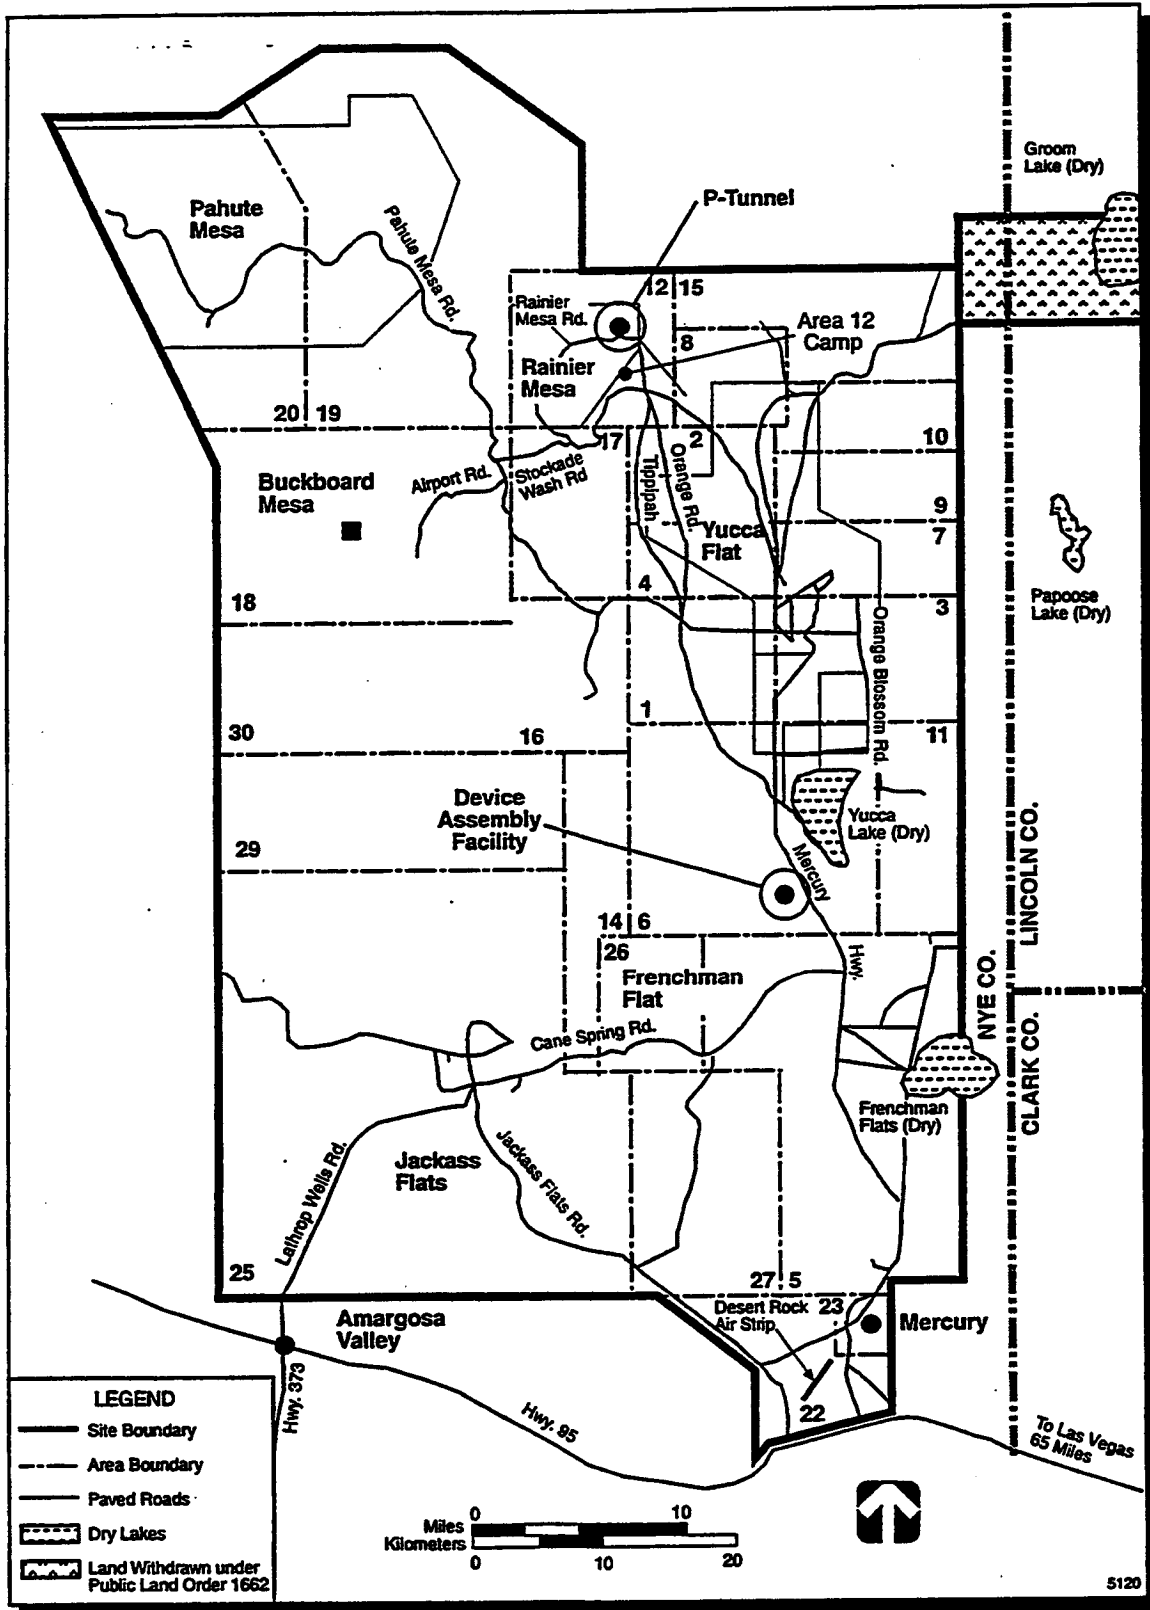 Groom
Lake (Dry)
P-Tunnel
Pahute
Mesa
Pahute Mesa Rd.
12
15
Rainier
Mesa Rd.
Area 12
Camp
8
Rainier
Mesa
20
19
17
2
10
Buckboard
Mesa
Airport Rd.
Stockade
Wash Rd
Tippipah
Orange Rd.
9
7
Yucca
Flat
4
3
18
Papoose
Lake (Dry)
Orange Blossom Rd.
1
11
30
16
Device
Assembly
Facility
Yucca
Lake (Dry)
29
Mercury
Hwy.
14
6
26
Frenchman
Flat
LINCOLN CO.
NYE CO.
CLARK CO.
Cane Spring Rd.
Frenchman
Flats (Dry)
Jackass
Flats
Jackass Flats Rd.
Lathrop Wells Rd.
25
27
5
Desert Rock
Air Strip
23
Mercury
Amargosa
Valley
22
Hwy. 373
Hwy. 95
To Las Vegas
65 Miles
LEGEND
Site Boundary
Area Boundary
Paved Roads
Dry Lakes
Land Withdrawn under
Public Land Order 1662
0
10
Miles
Kilometers
0
10
20
5120